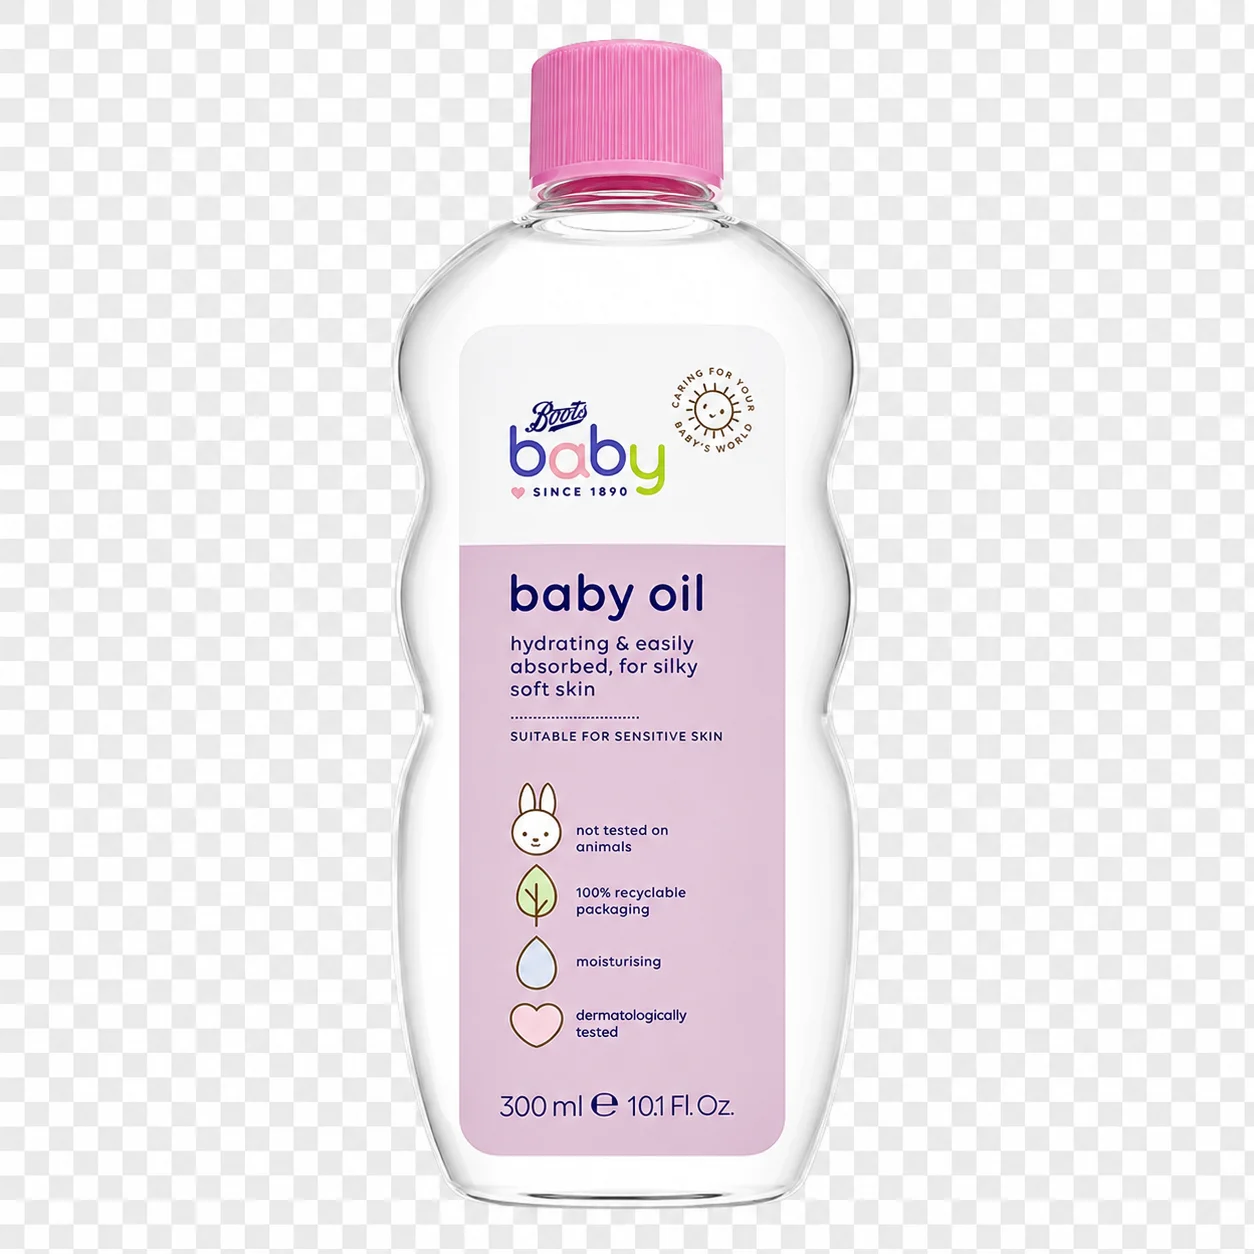 Boots
baby
SINCE 1890
CARING FOR YOUR
BABY'S WORLD
baby oil
hydrating & easily
absorbed, for silky
soft skin
SUITABLE FOR SENSITIVE SKIN
not tested on
animals
100% recyclable
packaging
moisturising
dermatologically
tested
300 ml ℮ 10.1 Fl. Oz.